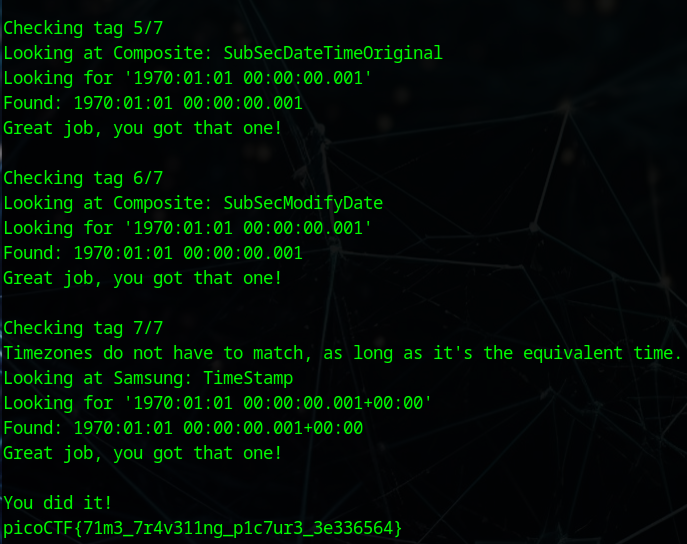 Checking tag 5/7
Looking at Composite: SubSecDateTimeOriginal
Looking for '1970:01:01 00:00:00.001'
Found: 1970:01:01 00:00:00.001
Great job, you got that one!
Checking tag 6/7
Looking at Composite: SubSecModifyDate
Looking for '1970:01:01 00:00:00.001'
Found: 1970:01:01 00:00:00.001
Great job, you got that one!
Checking tag 7/7
Timezones do not have to match, as long as it's the equivalent time.
Looking at Samsung: TimeStamp
Looking for '1970:01:01 00:00:00.001+00:00'
Found: 1970:01:01 00:00:00.001+00:00
Great job, you got that one!
You did it!
picoCTF{71m3_7r4v311ng_p1c7ur3_3e336564}